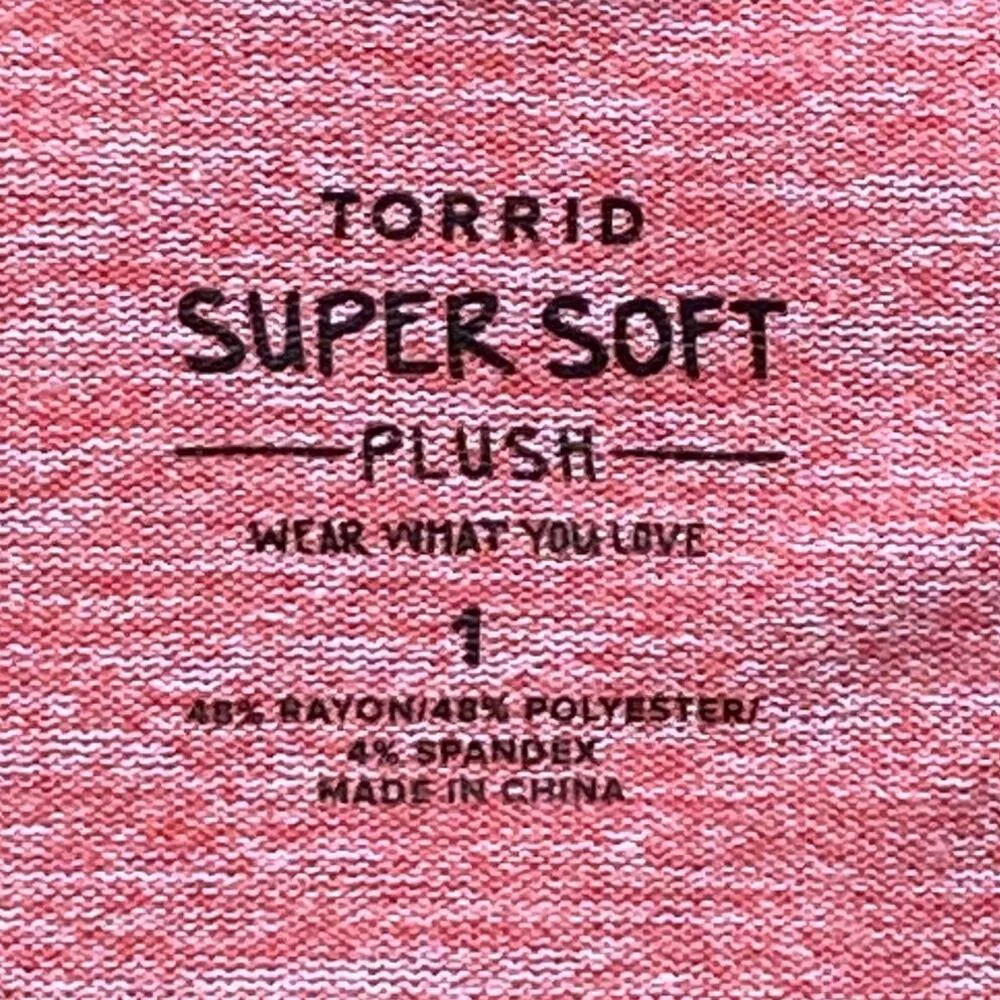 TORRID
SUPER SOFT
PLUSH
WEAR WHAT YOU LOVE
1
48% RAYON/48% POLYESTER/
4% SPANDEX
MADE IN CHINA